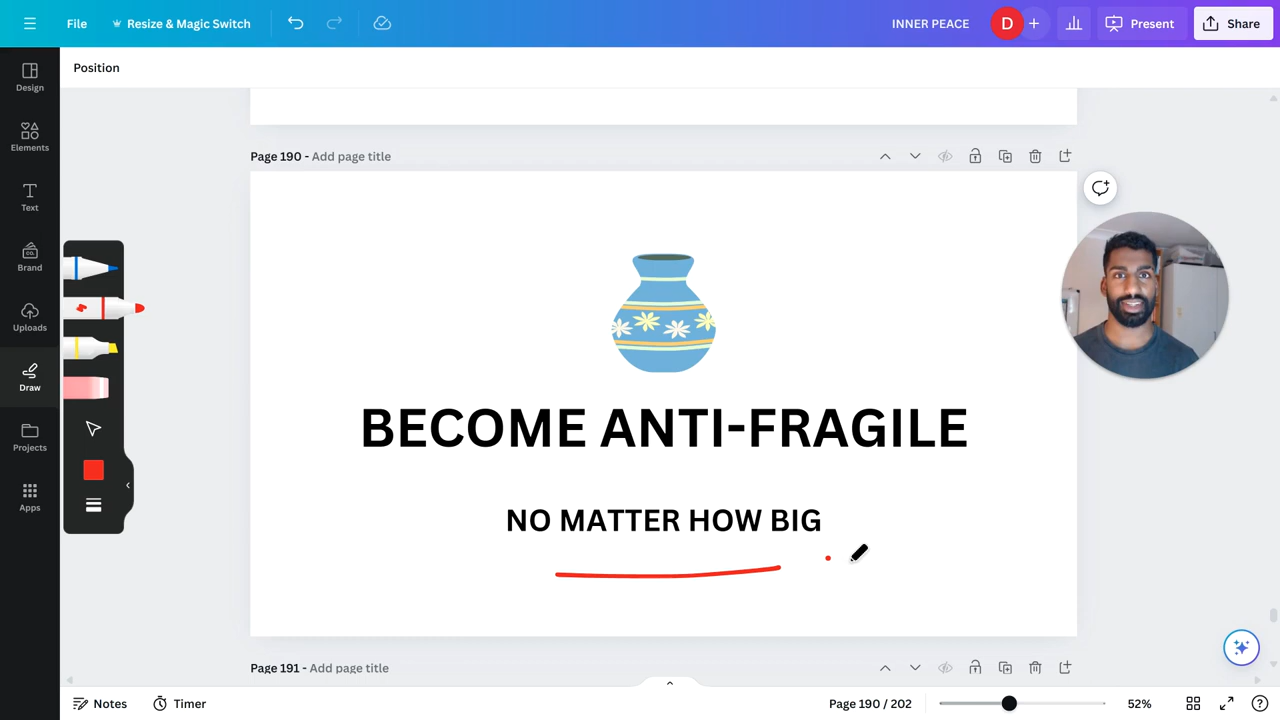 File
Resize & Magic Switch
INNER PEACE
D
Present
Share
Position
Design
Elements
Text
Brand
Uploads
Draw
Projects
Apps
Page 190 - Add page title
BECOME ANTI-FRAGILE
NO MATTER HOW BIG
Page 191 - Add page title
Notes
Timer
Page 190 / 202
52%